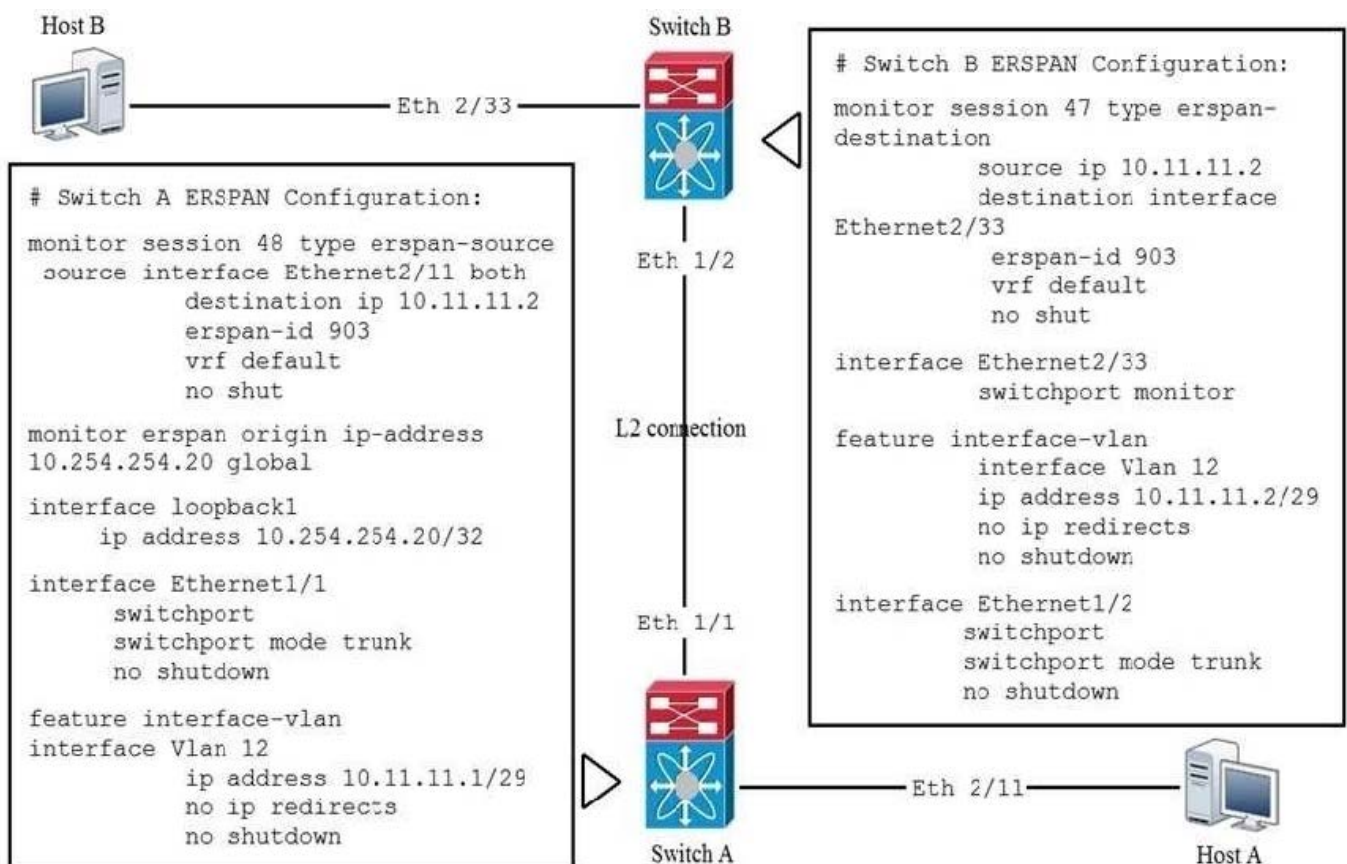 Host B
Switch B
Eth 2/33
# Switch B ERSPAN Configuration:
monitor session 47 type erspan-
destination
source ip 10.11.11.2
destination interface
Ethernet2/33
erspan-id 903
vrf default
no shut
interface Ethernet2/33
switchport monitor
feature interface-vlan
interface Vlan 12
ip address 10.11.11.2/29
no ip redirects
no shutdown
interface Ethernet1/2
switchport
switchport mode trunk
no shutdown
# Switch A ERSPAN Configuration:
monitor session 48 type erspan-source
source interface Ethernet2/11 both
destination ip 10.11.11.2
erspan-id 903
vrf default
no shut
monitor erspan origin ip-address
10.254.254.20 global
interface loopback1
ip address 10.254.254.20/32
interface Ethernet1/1
switchport
switchport mode trunk
no shutdown
feature interface-vlan
interface Vlan 12
ip address 10.11.11.1/29
no ip redirects
no shutdown
Eth 1/2
L2 connection
Eth 1/1
Eth 2/11
Switch A
Host A